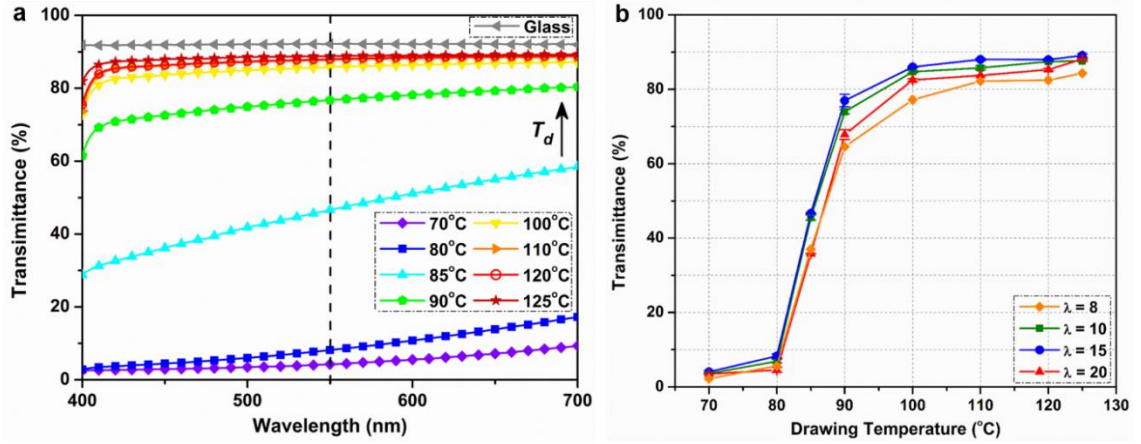 a
Transimittance (%)
100
80
60
40
20
0
400
500
600
700
Wavelength (nm)
Glass
T_d
70°C
80°C
85°C
90°C
100°C
110°C
120°C
125°C
b
Transimittance (%)
100
80
60
40
20
0
70
80
90
100
110
120
130
Drawing Temperature (°C)
λ = 8
λ = 10
λ = 15
λ = 20